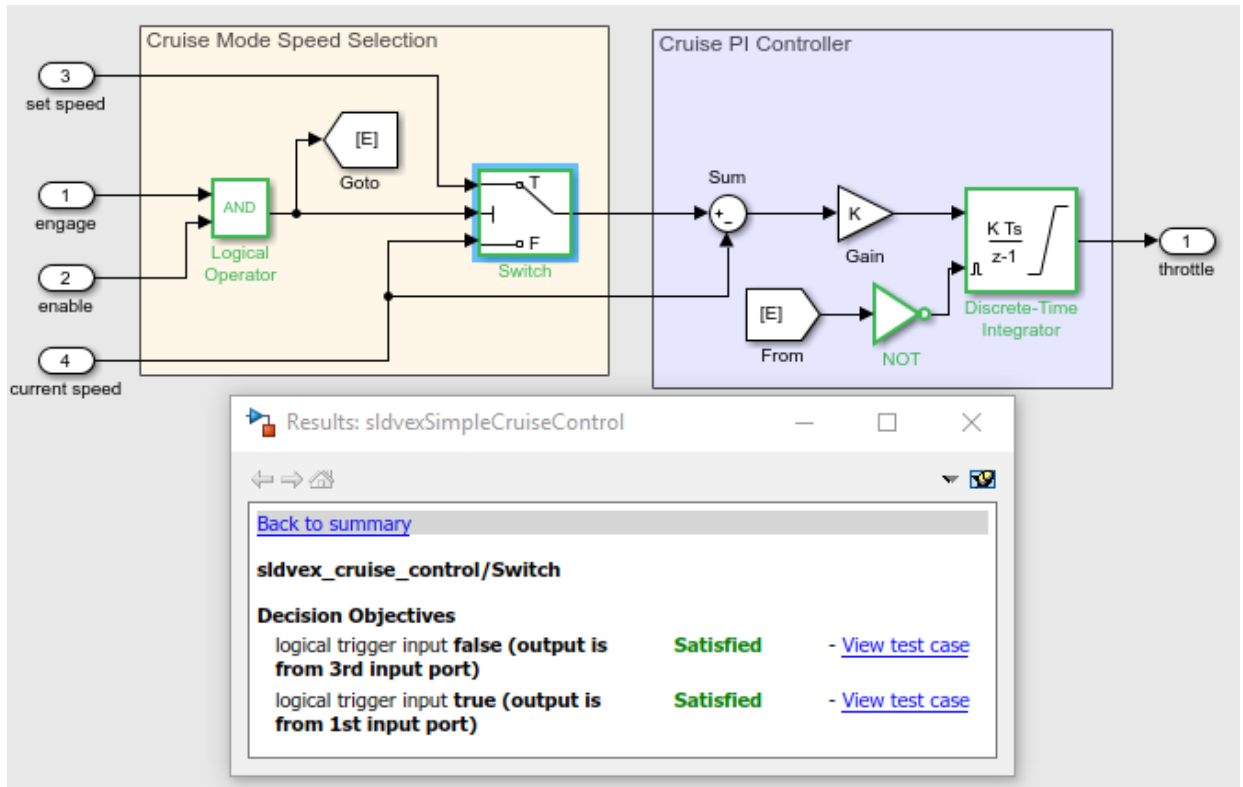 Cruise Mode Speed Selection
Cruise PI Controller
3
set speed
[E]
Goto
1
engage
AND
Logical
Operator
2
enable
4
current speed
T
F
Switch
Sum
+
-
K
Gain
[E]
From
NOT
K Ts
z-1
Discrete-Time
Integrator
1
throttle
Results: sldvexSimpleCruiseControl
Back to summary
sldvex_cruise_control/Switch
Decision Objectives
logical trigger input false (output is Satisfied - View test case
from 3rd input port)
logical trigger input true (output is Satisfied - View test case
from 1st input port)